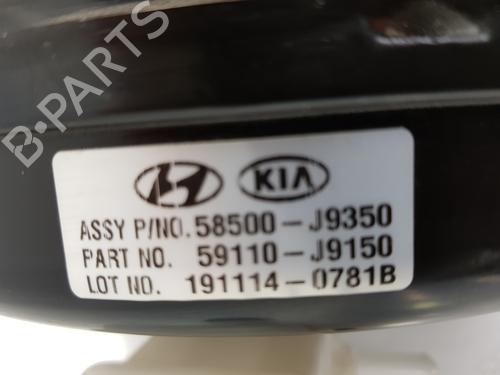 B-PARTS
KIA
ASSY P/NO. 58500-J9350
PART NO. 59110-J9150
LOT NO. 191114-0781B